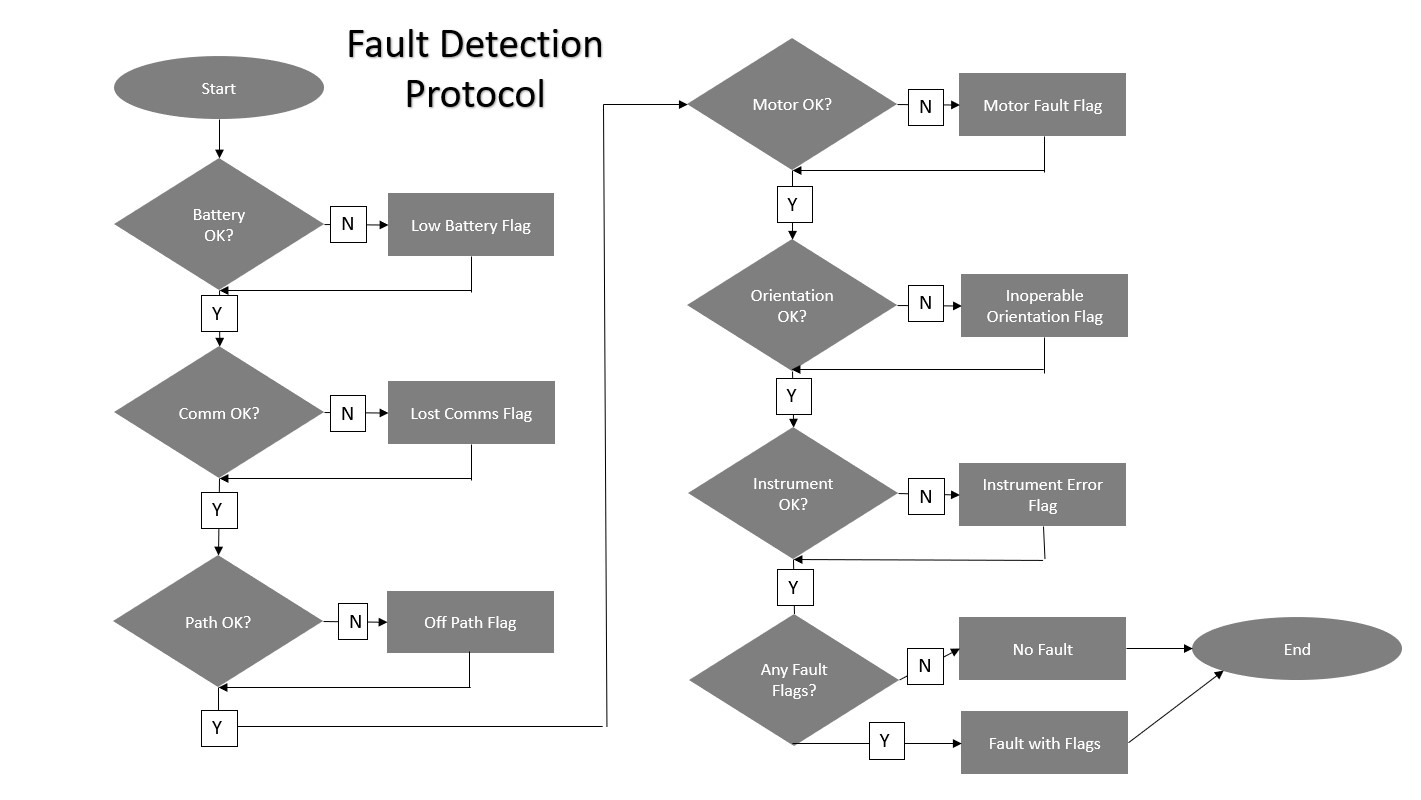 Fault Detection
Protocol
Start
Battery
OK?
N
Low Battery Flag
Y
Comm OK?
N
Lost Comms Flag
Y
Path OK?
N
Off Path Flag
Y
Motor OK?
N
Motor Fault Flag
Y
Orientation
OK?
N
Inoperable
Orientation Flag
Y
Instrument
OK?
N
Instrument Error
Flag
Y
Any Fault
Flags?
N
No Fault
Y
Fault with Flags
End